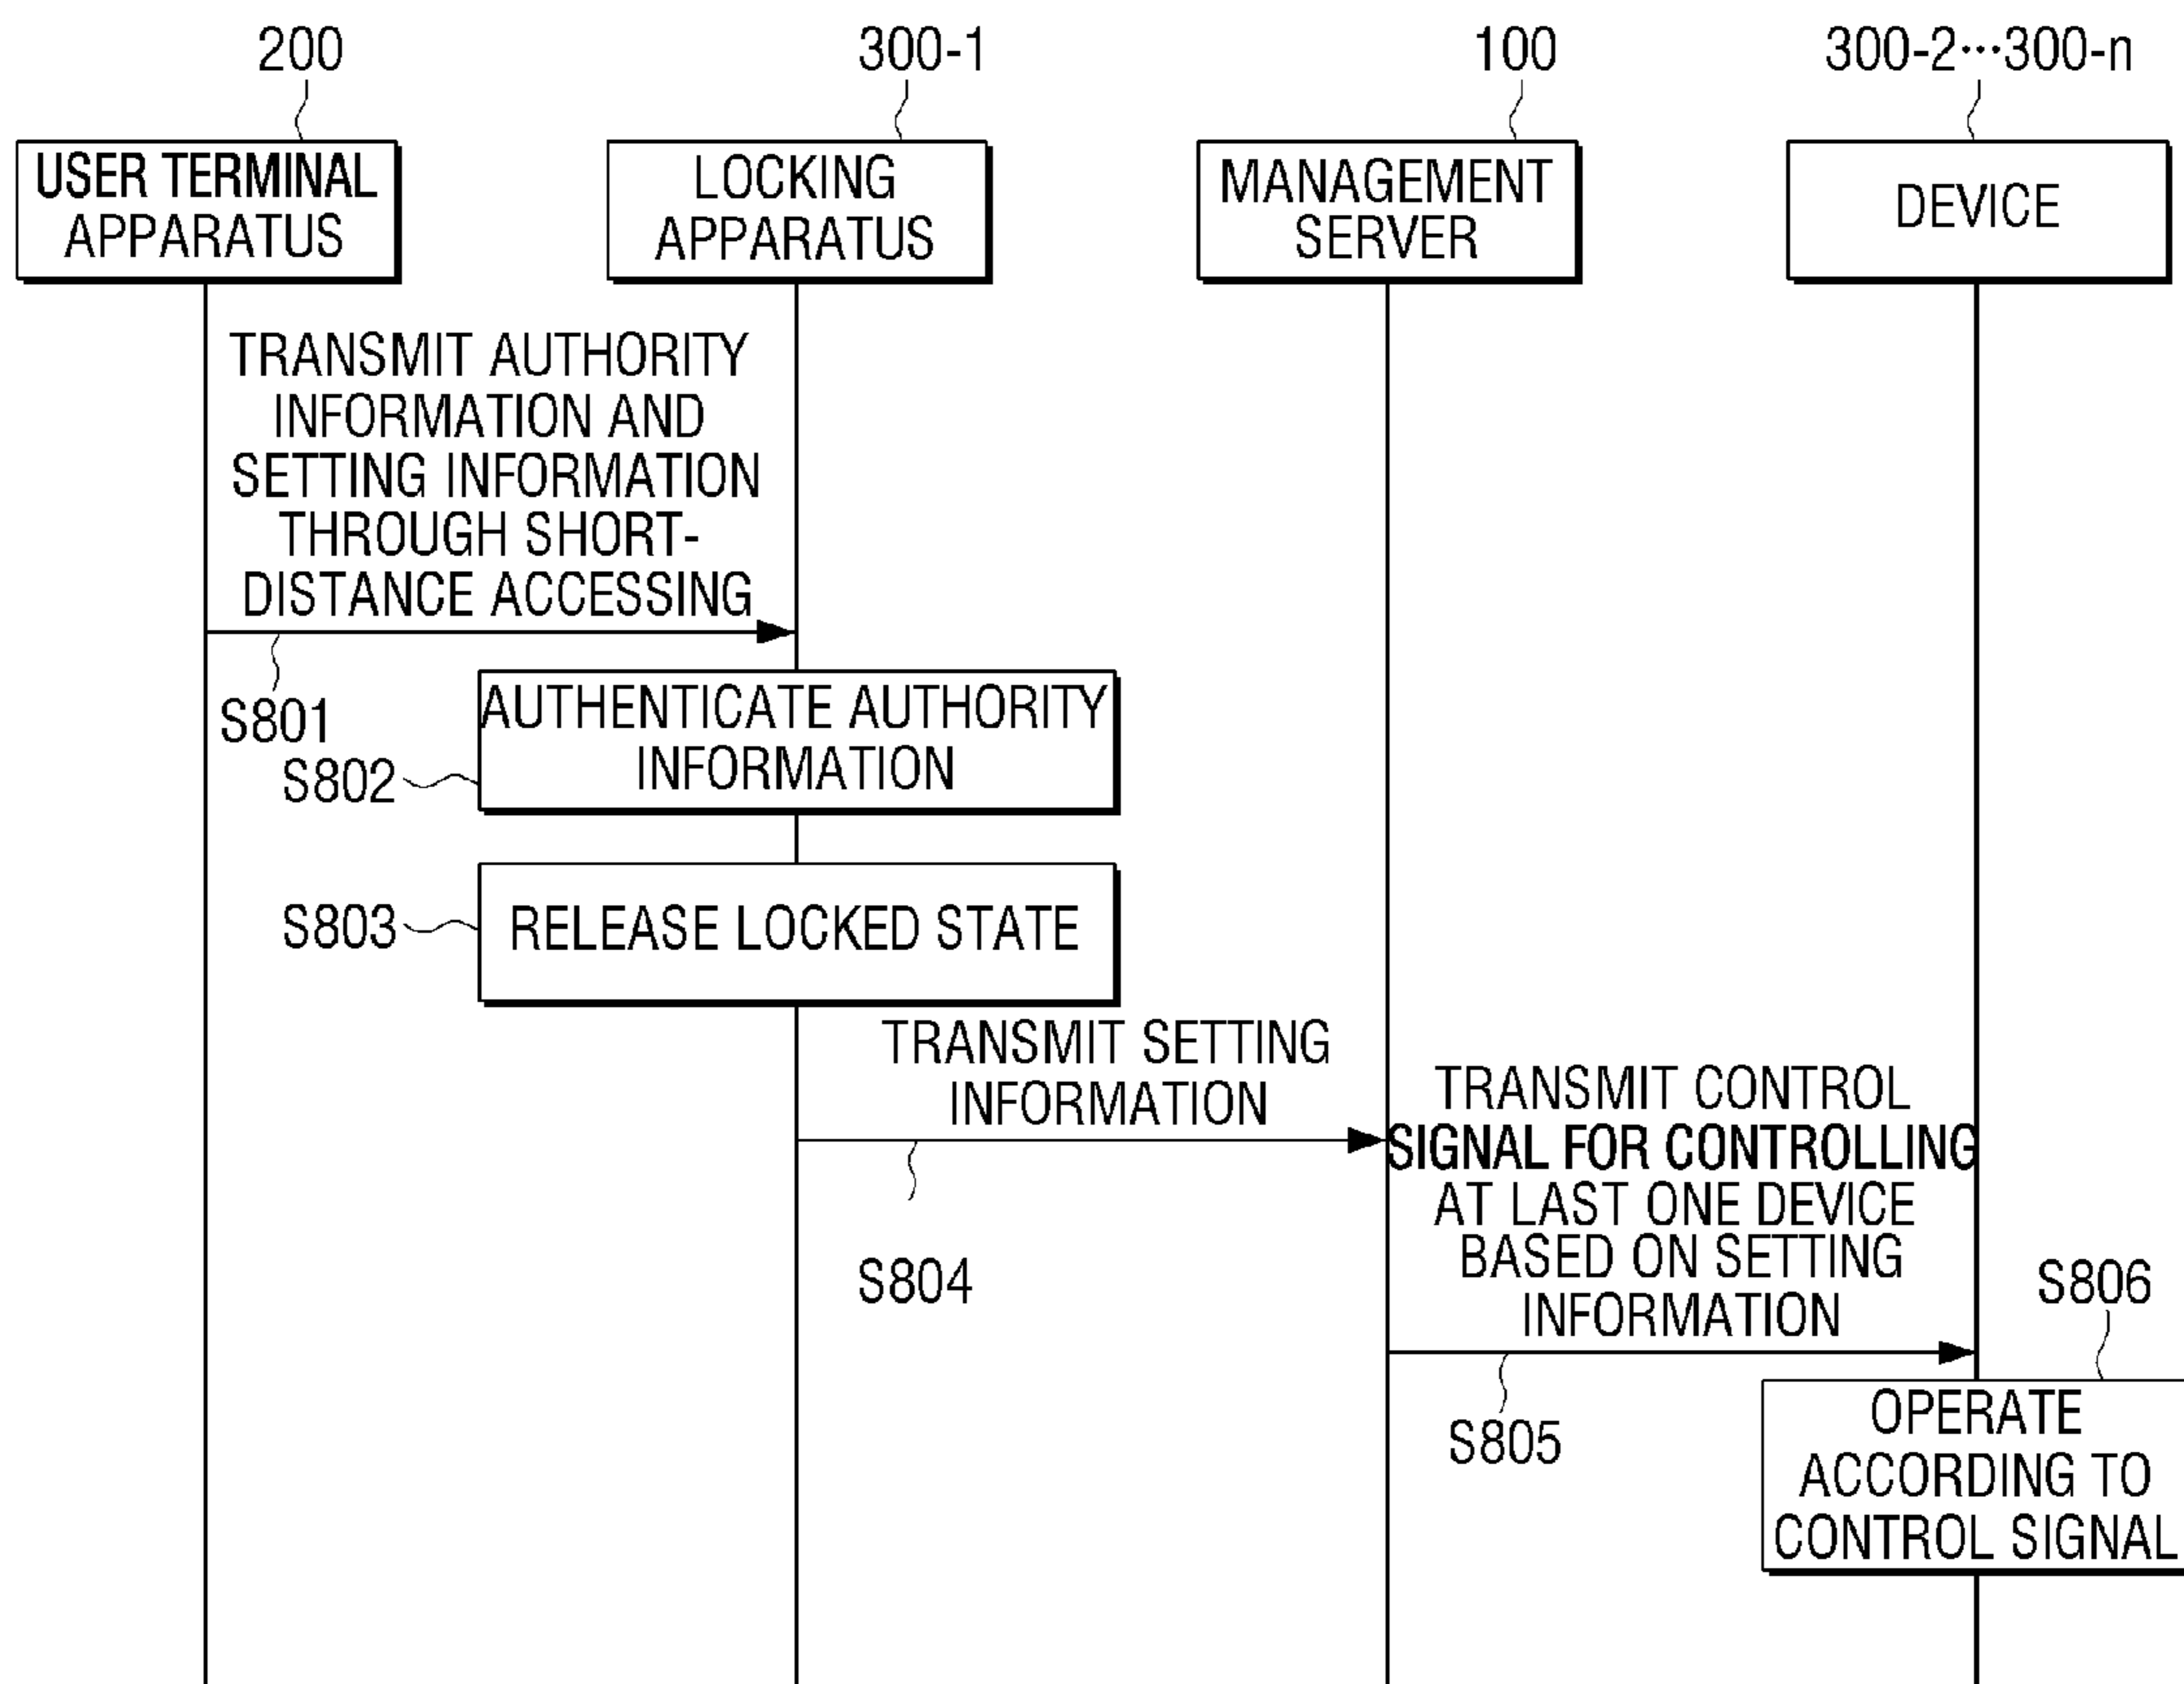 200
300-1
100
300-2···300-n
USER TERMINAL
APPARATUS
LOCKING
APPARATUS
MANAGEMENT
SERVER
DEVICE
TRANSMIT AUTHORITY
INFORMATION AND
SETTING INFORMATION
THROUGH SHORT-
DISTANCE ACCESSING
S801
AUTHENTICATE AUTHORITY
INFORMATION
S802
RELEASE LOCKED STATE
S803
TRANSMIT SETTING
INFORMATION
S804
TRANSMIT CONTROL
SIGNAL FOR CONTROLLING
AT LAST ONE DEVICE
BASED ON SETTING
INFORMATION
S805
S806
OPERATE
ACCORDING TO
CONTROL SIGNAL